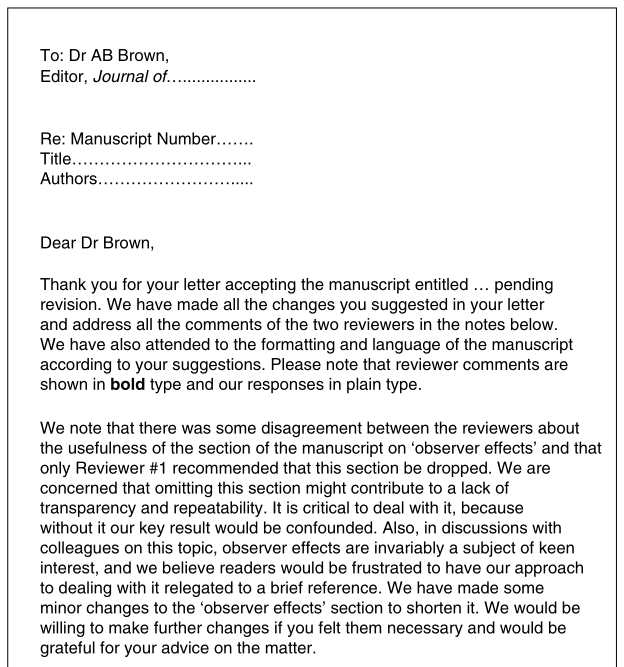 To: Dr AB Brown,
Editor, Journal of…................
Re: Manuscript Number…….
Title…………………………..
Authors…………………….....
Dear Dr Brown,
Thank you for your letter accepting the manuscript entitled … pending
revision. We have made all the changes you suggested in your letter
and address all the comments of the two reviewers in the notes below.
We have also attended to the formatting and language of the manuscript
according to your suggestions. Please note that reviewer comments are
shown in bold type and our responses in plain type.
We note that there was some disagreement between the reviewers about
the usefulness of the section of the manuscript on ‘observer effects’ and that
only Reviewer #1 recommended that this section be dropped. We are
concerned that omitting this section might contribute to a lack of
transparency and repeatability. It is critical to deal with it, because
without it our key result would be confounded. Also, in discussions with
colleagues on this topic, observer effects are invariably a subject of keen
interest, and we believe readers would be frustrated to have our approach
to dealing with it relegated to a brief reference. We have made some
minor changes to the ‘observer effects’ section to shorten it. We would be
willing to make further changes if you felt them necessary and would be
grateful for your advice on the matter.